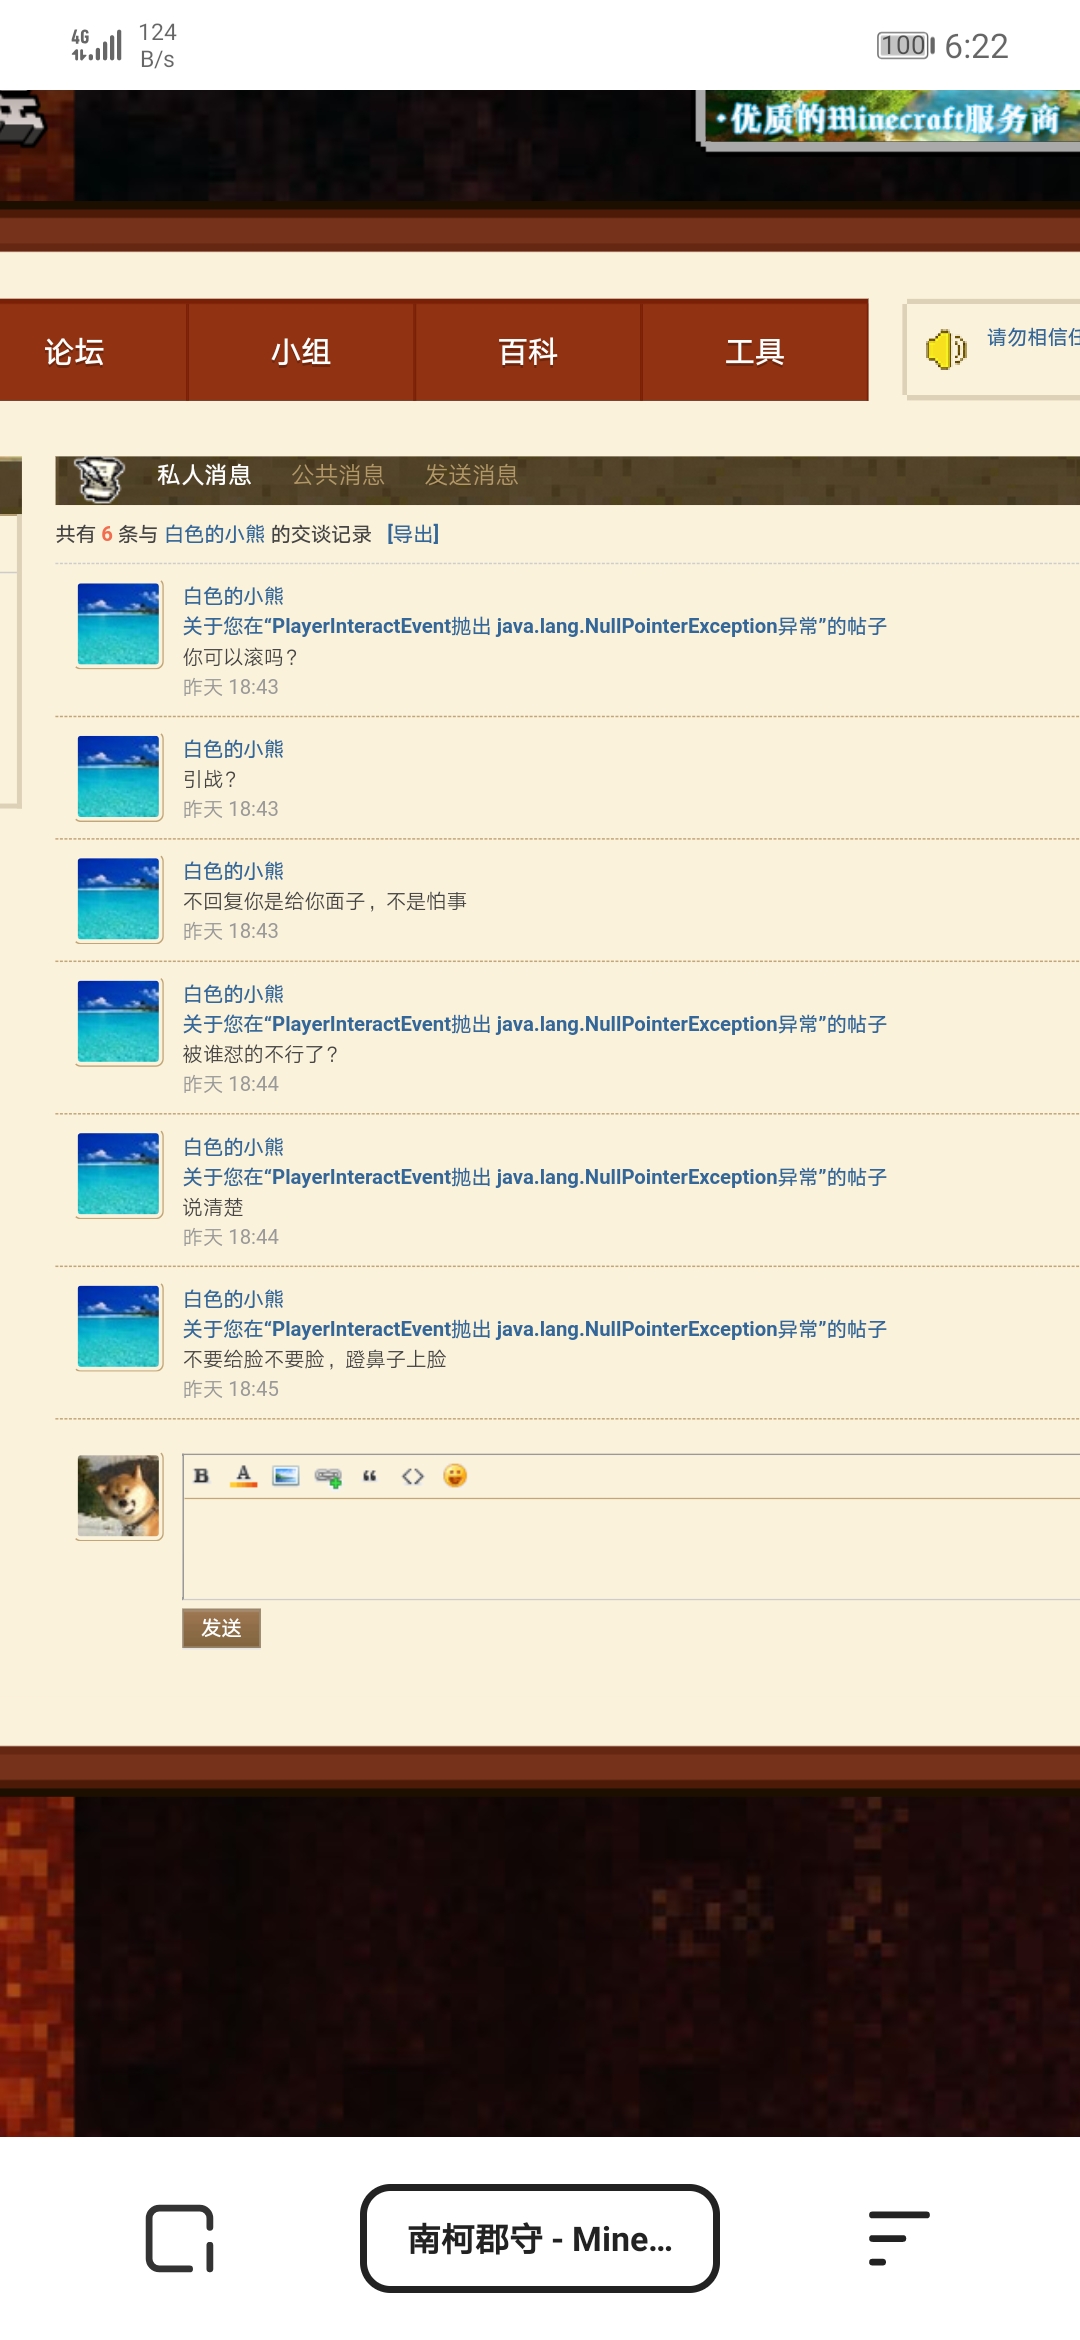 4G
124
B/s
100
6:22
·优质的Minecraft服务商
论坛
小组
百科
工具
请勿相信任
私人消息
公共消息
发送消息
共有 6 条与 白色的小熊 的交谈记录 [导出]
白色的小熊
关于您在“PlayerInteractEvent抛出 java.lang.NullPointerException异常”的帖子
你可以滚吗？
昨天 18:43
白色的小熊
引战？
昨天 18:43
白色的小熊
不回复你是给你面子，不是怕事
昨天 18:43
白色的小熊
关于您在“PlayerInteractEvent抛出 java.lang.NullPointerException异常”的帖子
被谁怼的不行了？
昨天 18:44
白色的小熊
关于您在“PlayerInteractEvent抛出 java.lang.NullPointerException异常”的帖子
说清楚
昨天 18:44
白色的小熊
关于您在“PlayerInteractEvent抛出 java.lang.NullPointerException异常”的帖子
不要给脸不要脸，蹬鼻子上脸
昨天 18:45
B A “ <>
发送
南柯郡守 - Mine...